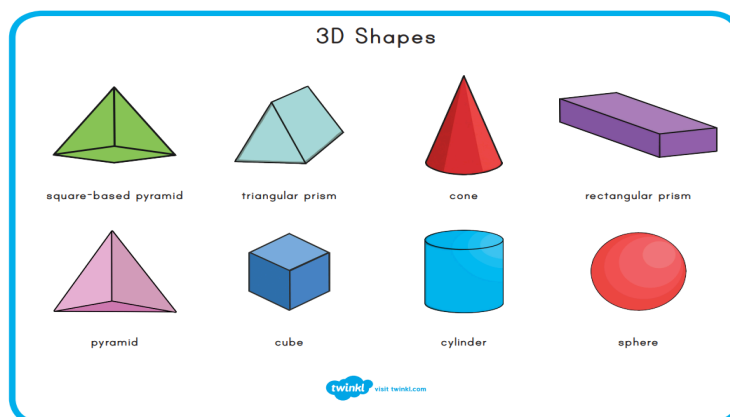 3D Shapes
square-based pyramid
triangular prism
cone
rectangular prism
pyramid
cube
cylinder
sphere
twinkl visit twinkl.com